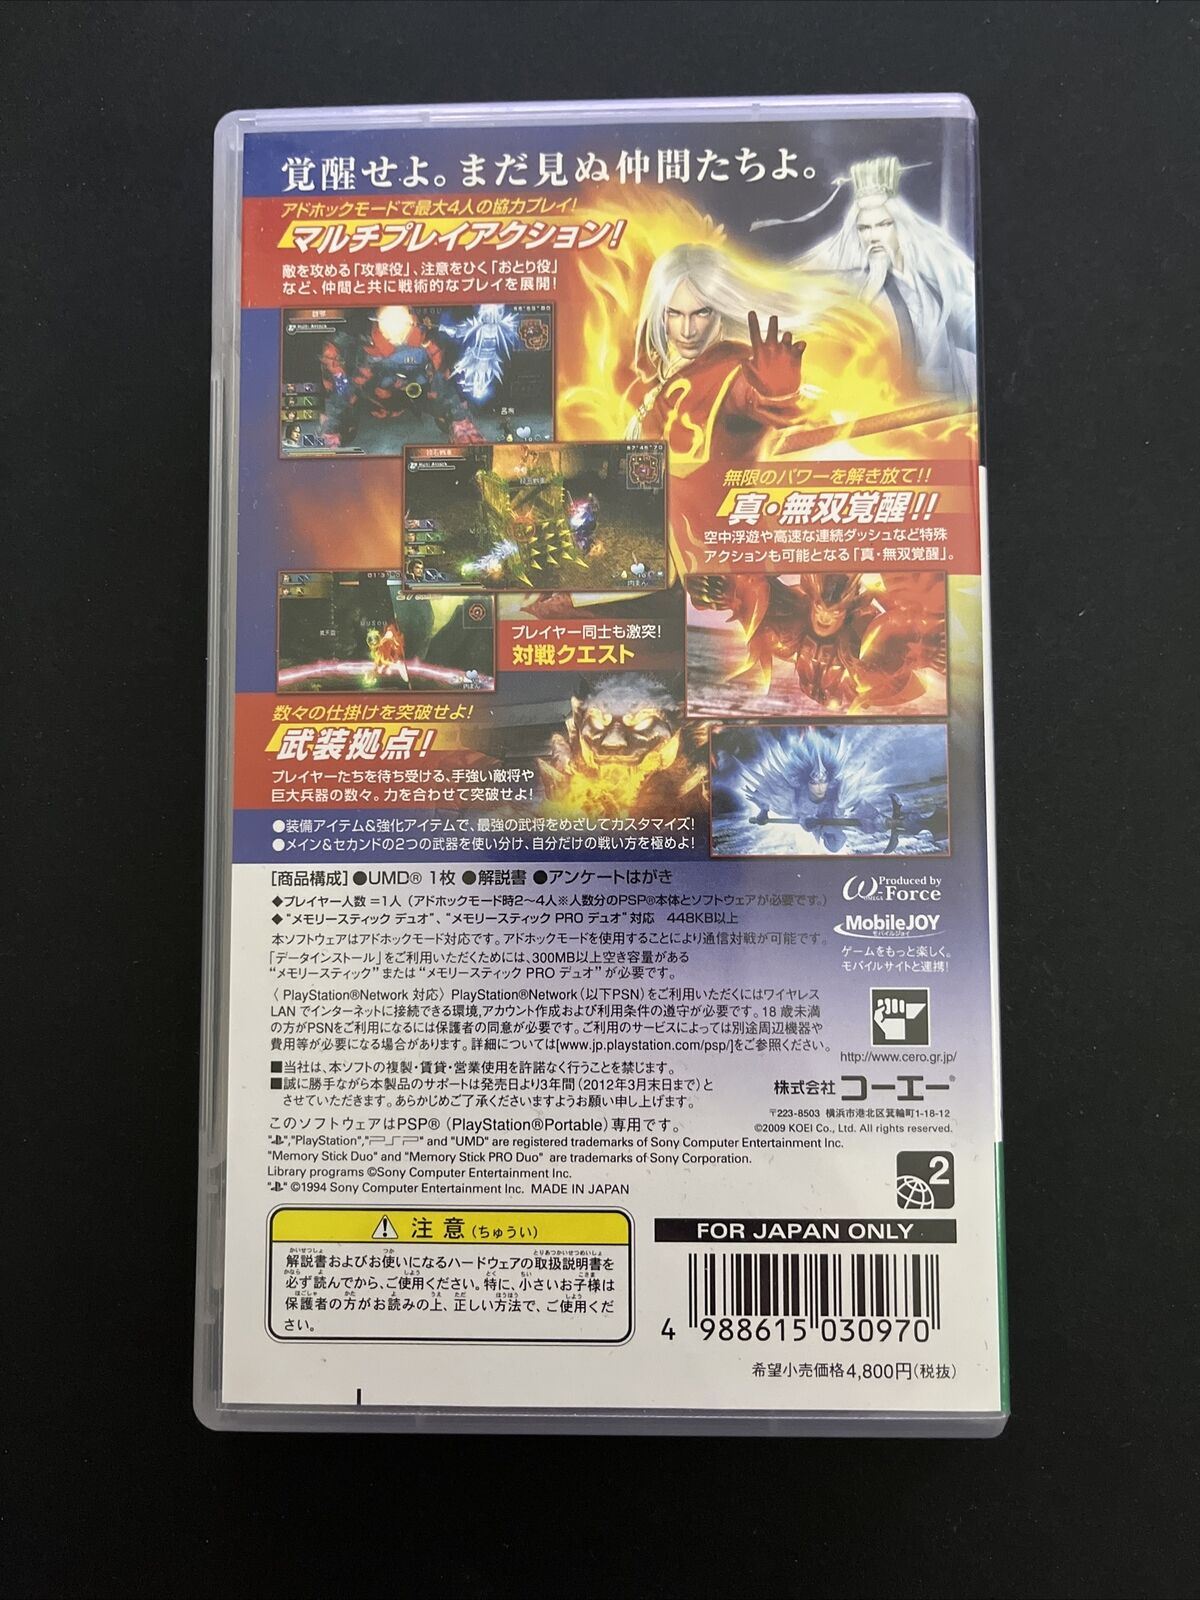 覚醒せよ。まだ見ぬ仲間たちよ。
アドホックモードで最大4人の協力プレイ!
マルチプレイアクション!
敵を攻める「攻撃役」、注意をひく「おとり役」
など、仲間と共に戦術的なプレイを展開!
無限のパワーを解き放て!!
真・無双覚醒!!
空中浮遊や高速な連続ダッシュなど特殊
アクションも可能となる「真・無双覚醒」。
プレイヤー同士も激突!
対戦クエスト
数々の仕掛けを突破せよ!
武装拠点!
プレイヤーたちを待ち受ける、手強い敵将や
巨大兵器の数々。力を合わせて突破せよ!
●装備アイテム&強化アイテムで、最強の武将をめざしてカスタマイズ!
●メイン&セカンドの2つの武器を使い分け、自分だけの戦い方を極めよ!
[商品構成]●UMD® 1枚 ●解説書 ●アンケートはがき
◆プレイヤー人数=1人(アドホックモード時2〜4人※人数分のPSP®本体とソフトウェアが必要です。)
◆“メモリースティック デュオ”、“メモリースティック PRO デュオ”対応 448KB以上
本ソフトウェアはアドホックモード対応です。アドホックモードを使用することにより通信対戦が可能です。
「データインストール」をご利用いただくためには、300MB以上空き容量がある
“メモリースティック”または“メモリースティック PRO デュオ”が必要です。
〈PlayStation®Network 対応〉PlayStation®Network(以下PSN)をご利用いただくにはワイヤレス
LANでインターネットに接続できる環境,アカウント作成および利用条件の遵守が必要です。18歳未満
の方がPSNをご利用になるには保護者の同意が必要です。ご利用のサービスによっては別途周辺機器や
費用等が必要になる場合があります。詳細については[www.jp.playstation.com/psp/]をご参照ください。
■当社は、本ソフトの複製・賃貸・営業使用を許諾なく行うことを禁じます。
■誠に勝手ながら本製品のサポートは発売日より3年間(2012年3月末日まで)と
させていただきます。あらかじめご了承くださいますようお願い申し上げます。
このソフトウェアはPSP®(PlayStation®Portable)専用です。
"","PlayStation","PSP" and "UMD" are registered trademarks of Sony Computer Entertainment Inc.
"Memory Stick Duo" and "Memory Stick PRO Duo" are trademarks of Sony Corporation.
Library programs ©Sony Computer Entertainment Inc.
"" ©1994 Sony Computer Entertainment Inc. MADE IN JAPAN
Produced by
ω-Force
OMEGA
MobileJOY
モバイルジョイ
ゲームをもっと楽しく。
モバイルサイトと連携!
http://www.cero.gr.jp/
株式会社 コーエー®
〒223-8503 横浜市港北区箕輪町1-18-12
©2009 KOEI Co., Ltd. All rights reserved.
2
注意(ちゅうい)
解説書およびお使いになるハードウェアの取扱説明書を
必ず読んでから、ご使用ください。特に、小さいお子様は
保護者の方がお読みの上、正しい方法で、ご使用くだ
さい。
FOR JAPAN ONLY
4 988615 030970
希望小売価格4,800円(税抜)